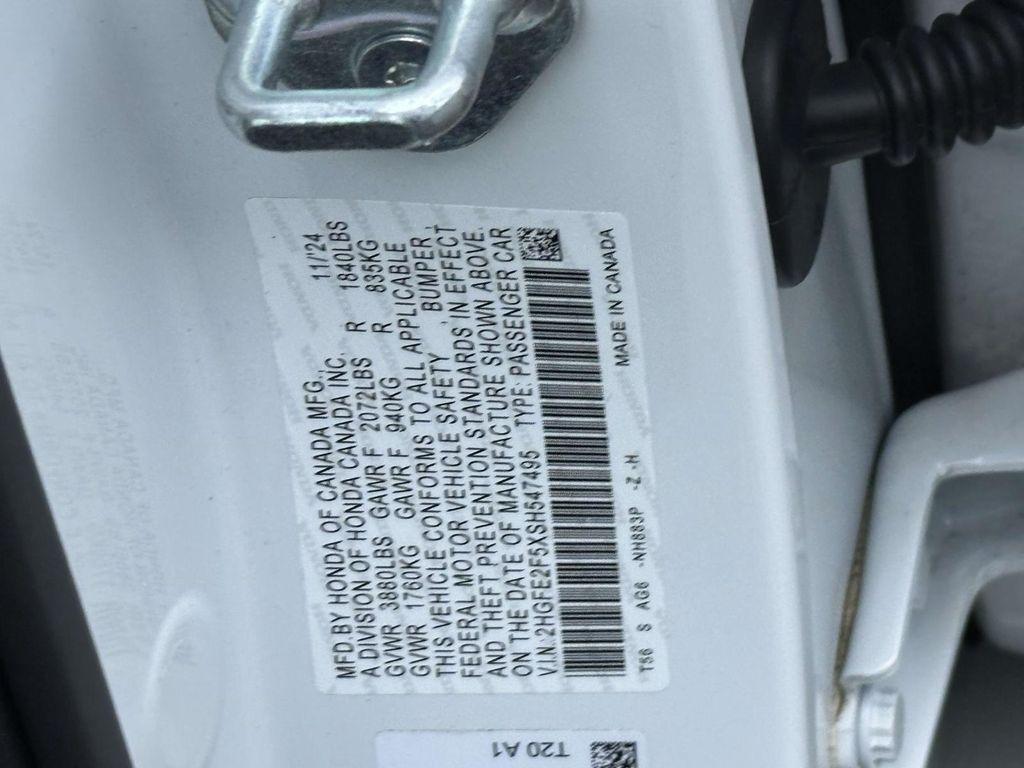 MFD BY HONDA OF CANADA MFG., 11/'24
A DIVISION OF HONDA CANADA INC.
GVWR 3880LBS GAWR F 2072LBS R 1840LBS
GVWR 1760KG GAWR F 940KG R 835KG
THIS VEHICLE CONFORMS TO ALL APPLICABLE
FEDERAL MOTOR VEHICLE SAFETY, BUMPER,
AND THEFT PREVENTION STANDARDS IN EFFECT
ON THE DATE OF MANUFACTURE SHOWN ABOVE.
V.I.N.:2HGFE2F5XSH547495 TYPE: PASSENGER CAR
T56 S AG6 -NH883P -Z -H MADE IN CANADA
T20 A1